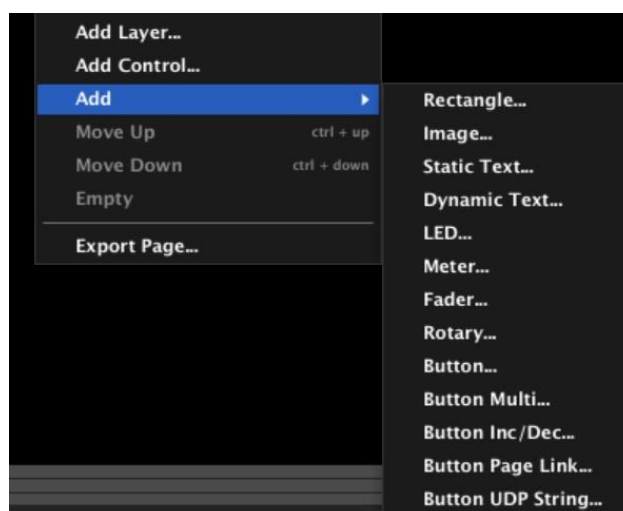 Add Layer...
Add Control...
Add
Move Up ctrl + up
Move Down ctrl + down
Empty
Export Page...
Rectangle...
Image...
Static Text...
Dynamic Text...
LED...
Meter...
Fader...
Rotary...
Button...
Button Multi...
Button Inc/Dec...
Button Page Link...
Button UDP String...